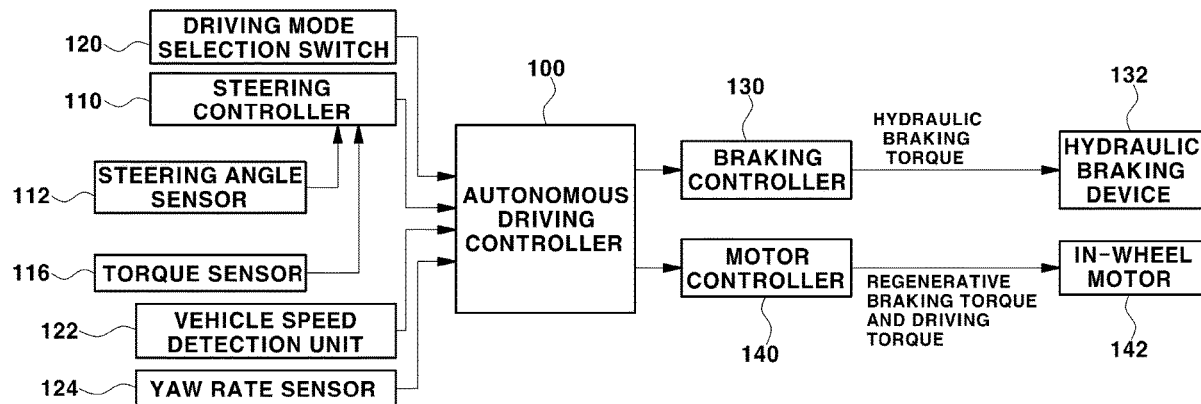 120
DRIVING MODE
SELECTION SWITCH
110
STEERING
CONTROLLER
112
STEERING ANGLE
SENSOR
116
TORQUE SENSOR
122
VEHICLE SPEED
DETECTION UNIT
124
YAW RATE SENSOR
100
AUTONOMOUS
DRIVING
CONTROLLER
130
BRAKING
CONTROLLER
HYDRAULIC
BRAKING
TORQUE
132
HYDRAULIC
BRAKING
DEVICE
MOTOR
CONTROLLER
140
REGENERATIVE
BRAKING TORQUE
AND DRIVING
TORQUE
IN-WHEEL
MOTOR
142